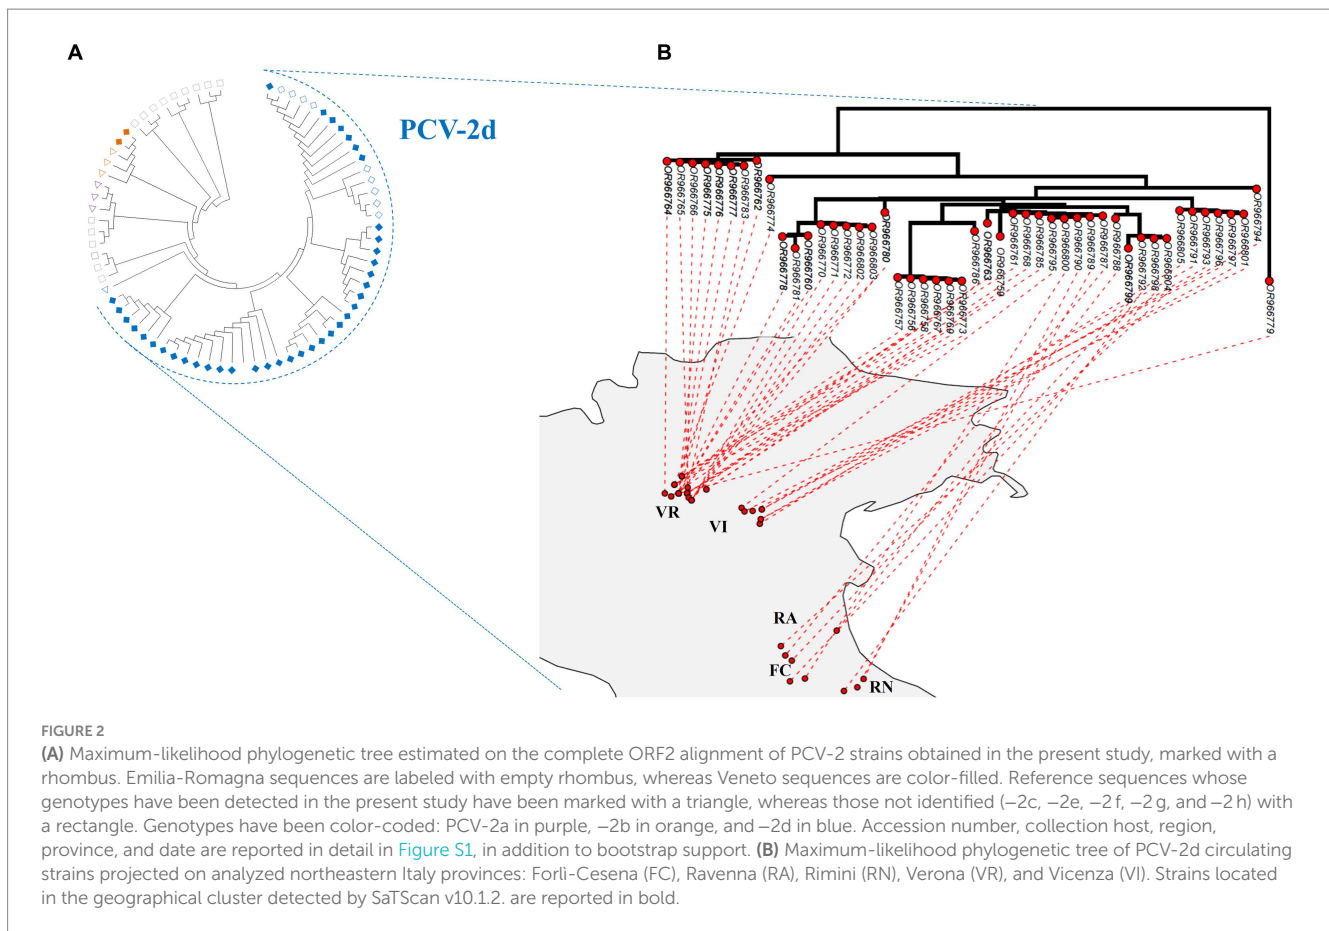 A
B
PCV-2d
OR966764
OR966765
OR966766
OR966775
OR966776
OR966777
OR966783
OR966762
OR966774
OR966778
OR966781
OR966760
OR966770
OR966771
OR966772
OR966802
OR966803
OR966780
OR966757
OR966756
OR966758
OR966767
OR966769
OR966773
OR966786
OR966763
OR966759
OR966761
OR966768
OR966785
OR966795
OR966800
OR966790
OR966789
OR966787
OR966788
OR966799
OR966792
OR966798
OR966804
OR966805
OR966791
OR966793
OR966796
OR966797
OR966801
OR966794
OR966779
VR
VI
RA
FC
RN
FIGURE 2
(A) Maximum-likelihood phylogenetic tree estimated on the complete ORF2 alignment of PCV-2 strains obtained in the present study, marked with a
rhombus. Emilia-Romagna sequences are labeled with empty rhombus, whereas Veneto sequences are color-filled. Reference sequences whose
genotypes have been detected in the present study have been marked with a triangle, whereas those not identified (−2c, −2e, −2 f, −2 g, and −2 h) with
a rectangle. Genotypes have been color-coded: PCV-2a in purple, −2b in orange, and −2d in blue. Accession number, collection host, region,
province, and date are reported in detail in Figure S1, in addition to bootstrap support. (B) Maximum-likelihood phylogenetic tree of PCV-2d circulating
strains projected on analyzed northeastern Italy provinces: Forlì-Cesena (FC), Ravenna (RA), Rimini (RN), Verona (VR), and Vicenza (VI). Strains located
in the geographical cluster detected by SaTScan v10.1.2. are reported in bold.